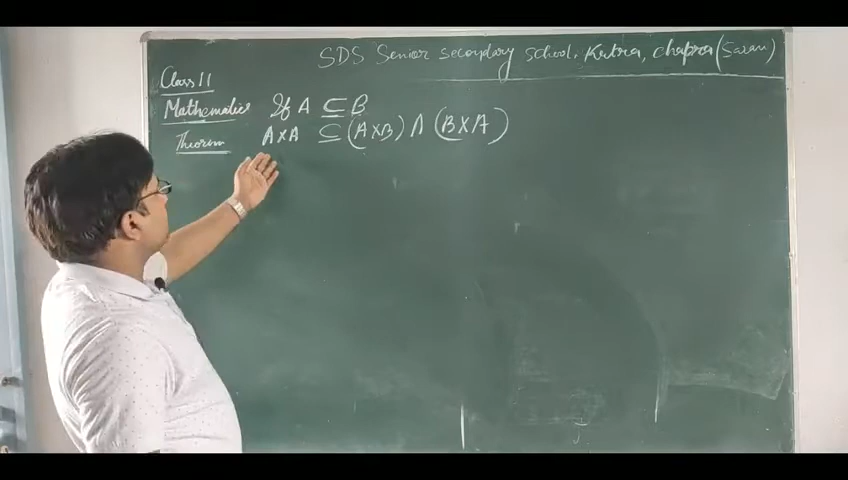 SDS Senior secondary school, Kutra, chapra (Saran)
Class 11
Mathematics If A ⊆ B
Theorem A×A ⊆ (A×B) ∩ (B×A)